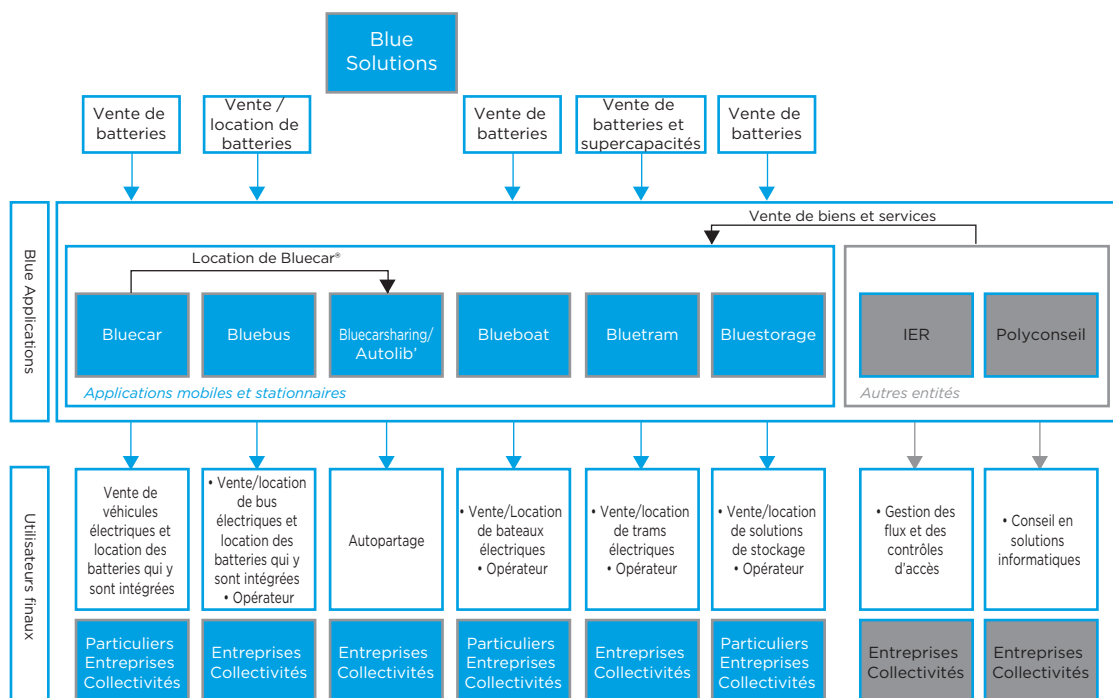 Blue
Solutions
Vente de
batteries
Vente /
location de
batteries
Vente de
batteries
Vente de
batteries et
supercapacités
Vente de
batteries
Blue Applications
Vente de biens et services
Location de Bluecar®
Bluecar
Bluebus
Bluecarsharing/
Autolib’
Blueboat
Bluetram
Bluestorage
IER
Polyconseil
Applications mobiles et stationnaires
Autres entités
Utilisateurs finaux
Vente de
véhicules
électriques et
location des
batteries qui y
sont intégrées
• Vente/location
de bus
électriques et
location des
batteries qui y
sont intégrées
• Opérateur
Autopartage
• Vente/Location
de bateaux
électriques
• Opérateur
• Vente/location
de trams
électriques
• Opérateur
• Vente/location
de solutions
de stockage
• Opérateur
• Gestion des
flux et des
contrôles
d’accès
• Conseil en
solutions
informatiques
Particuliers
Entreprises
Collectivités
Entreprises
Collectivités
Entreprises
Collectivités
Particuliers
Entreprises
Collectivités
Entreprises
Collectivités
Particuliers
Entreprises
Collectivités
Entreprises
Collectivités
Entreprises
Collectivités